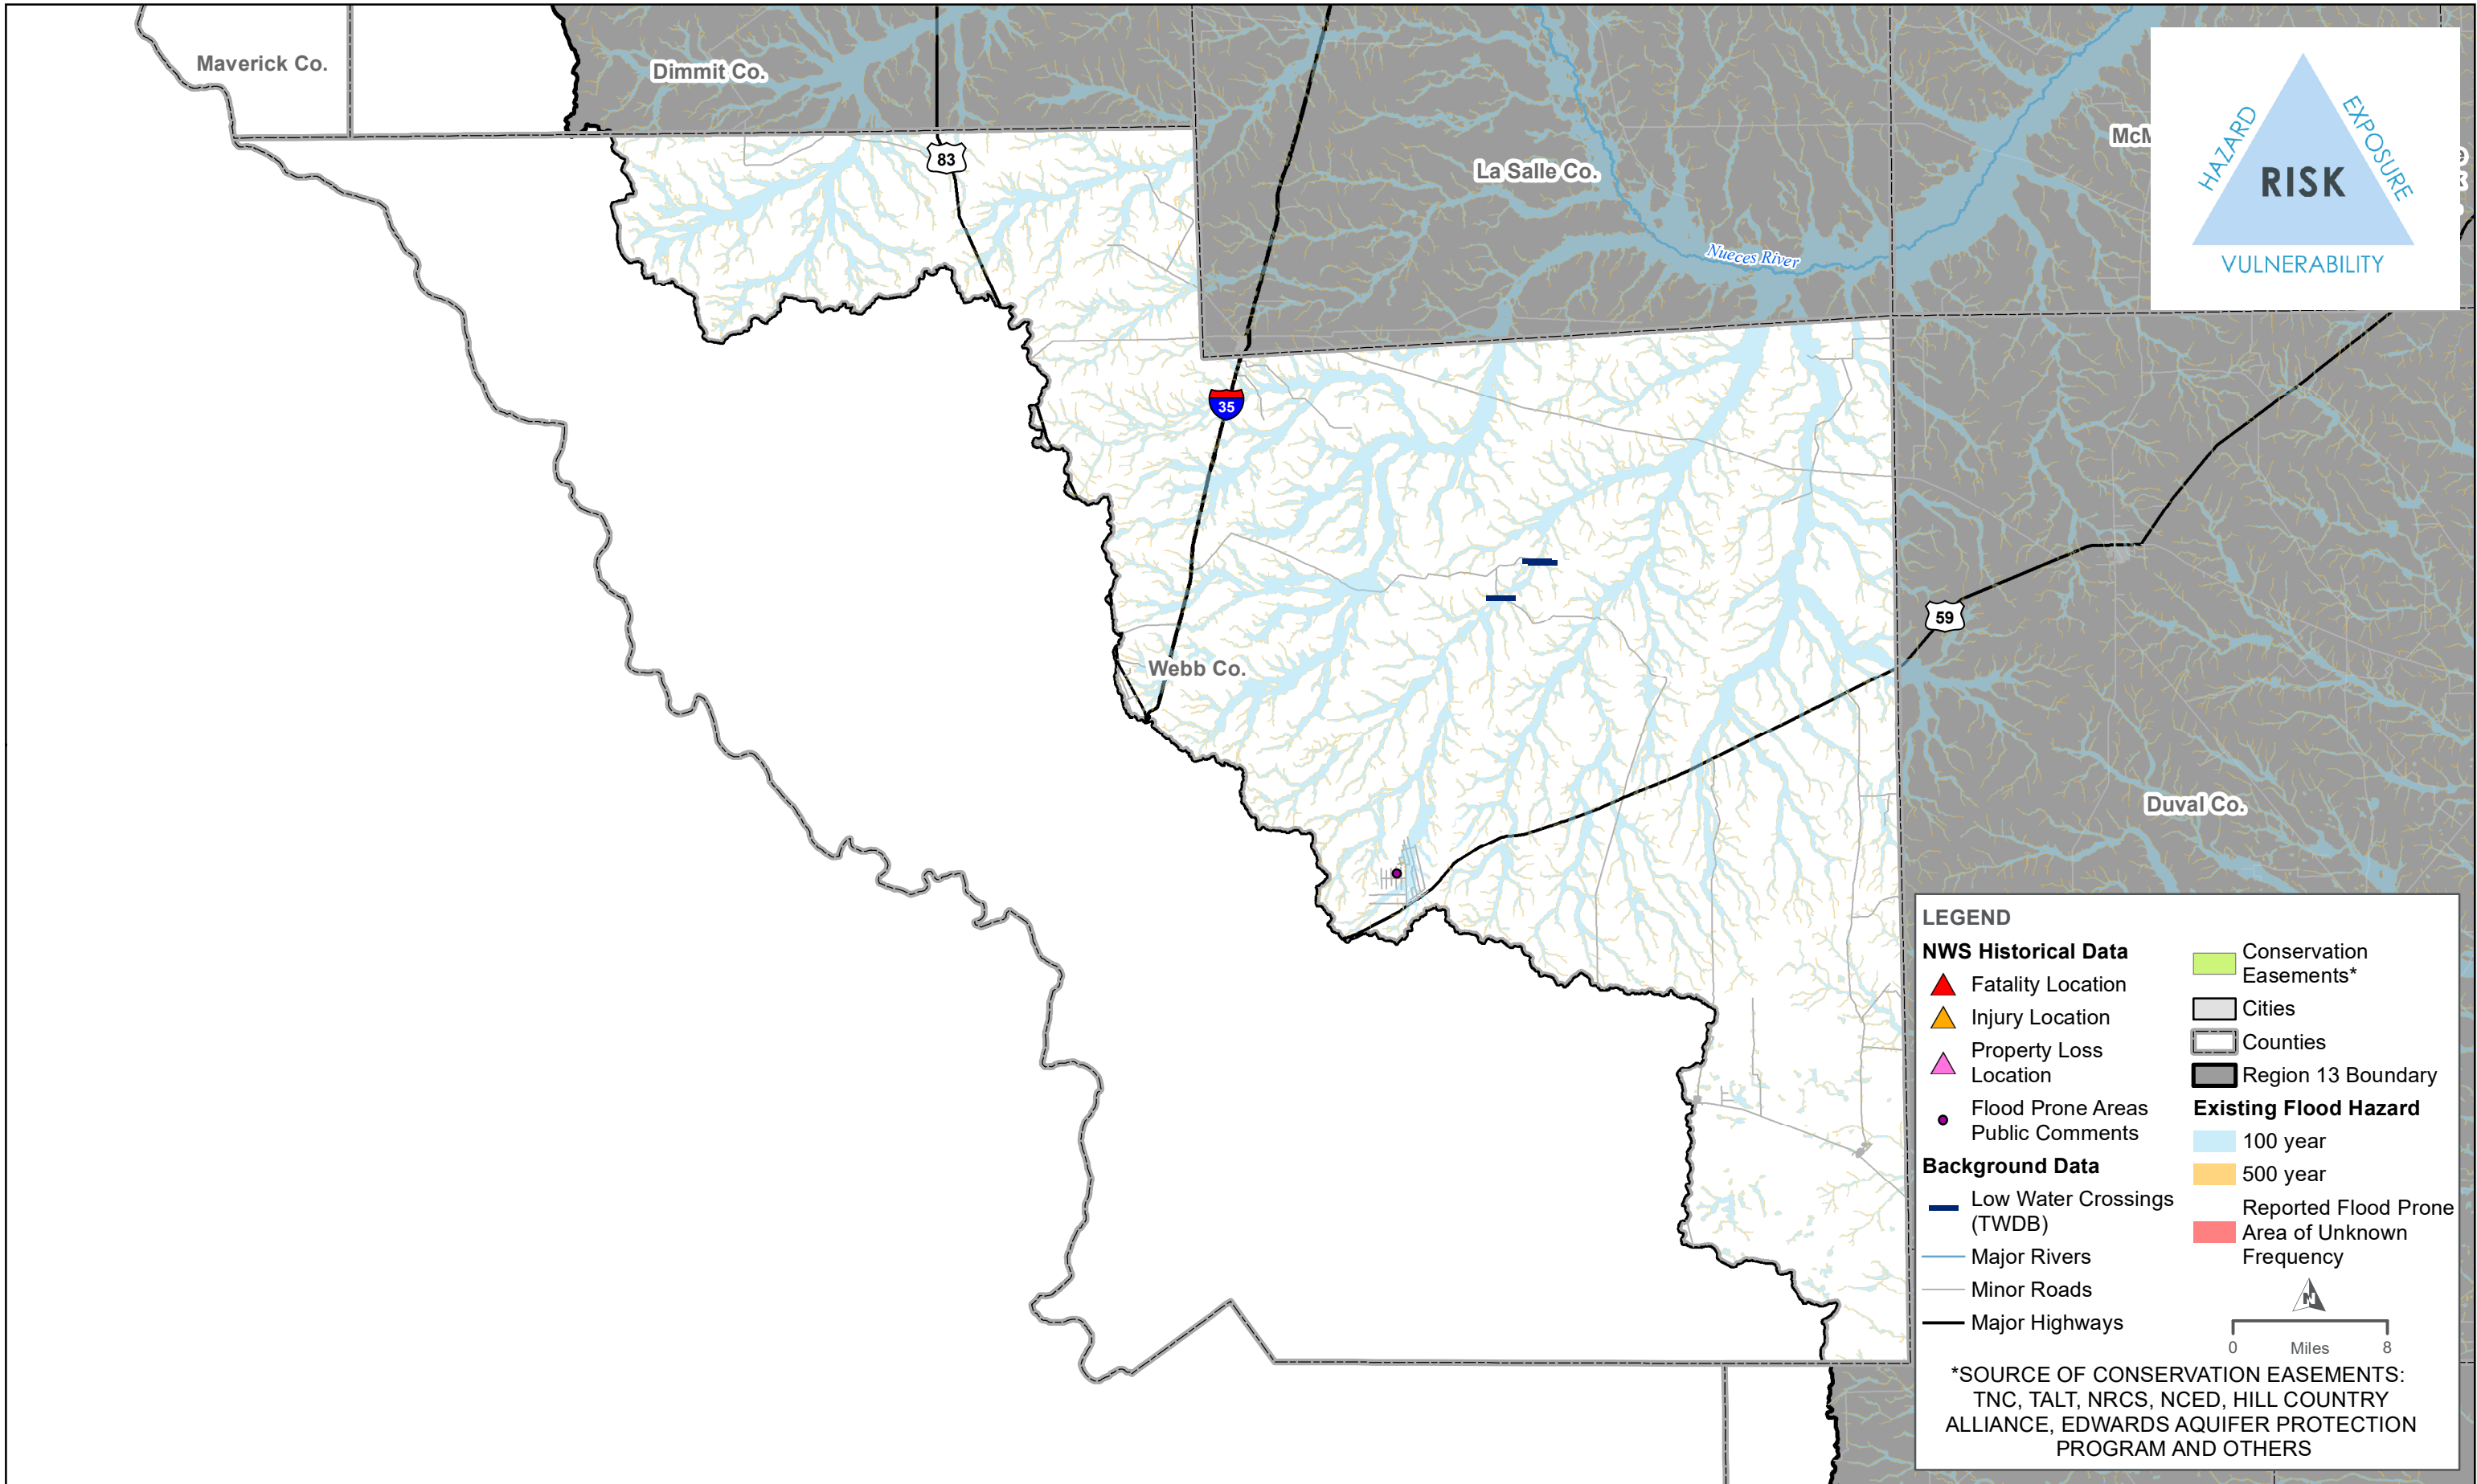 Maverick Co.
Dimmit Co.
83
La Salle Co.
McM
HAZARD
EXPOSURE
RISK
VULNERABILITY
Nueces River
35
59
Webb Co.
Duval Co.
LEGEND
NWS Historical Data
Fatality Location
Injury Location
Property Loss
Location
Flood Prone Areas
Public Comments
Background Data
Low Water Crossings
(TWDB)
Major Rivers
Minor Roads
Major Highways
Conservation
Easements*
Cities
Counties
Region 13 Boundary
Existing Flood Hazard
100 year
500 year
Reported Flood Prone
Area of Unknown
Frequency
N
0 Miles 8
*SOURCE OF CONSERVATION EASEMENTS:
TNC, TALT, NRCS, NCED, HILL COUNTRY
ALLIANCE, EDWARDS AQUIFER PROTECTION
PROGRAM AND OTHERS